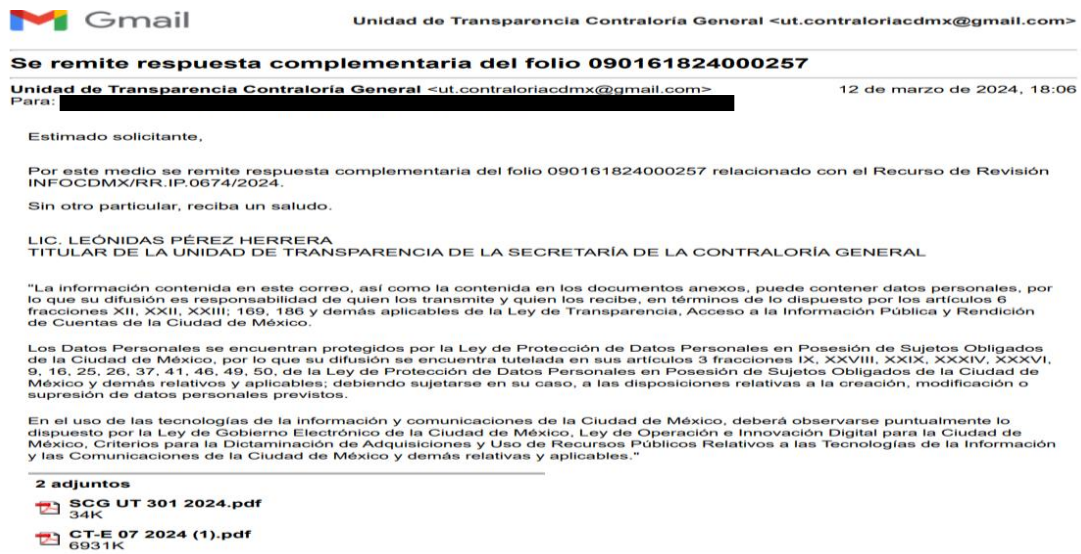 Gmail
Unidad de Transparencia Contraloría General <ut.contraloriacdmx@gmail.com>
Se remite respuesta complementaria del folio 090161824000257
Unidad de Transparencia Contraloría General <ut.contraloriacdmx@gmail.com>
12 de marzo de 2024, 18:06
Para:
Estimado solicitante,
Por este medio se remite respuesta complementaria del folio 090161824000257 relacionado con el Recurso de Revisión
INFOCDMX/RR.IP.0674/2024.
Sin otro particular, reciba un saludo.
LIC. LEÓNIDAS PÉREZ HERRERA
TITULAR DE LA UNIDAD DE TRANSPARENCIA DE LA SECRETARÍA DE LA CONTRALORÍA GENERAL
"La información contenida en este correo, así como la contenida en los documentos anexos, puede contener datos personales, por
lo que su difusión es responsabilidad de quien los transmite y quien los recibe, en términos de lo dispuesto por los artículos 6
fracciones XII, XXII, XXIII; 169, 186 y demás aplicables de la Ley de Transparencia, Acceso a la Información Pública y Rendición
de Cuentas de la Ciudad de México.
Los Datos Personales se encuentran protegidos por la Ley de Protección de Datos Personales en Posesión de Sujetos Obligados
de la Ciudad de México, por lo que su difusión se encuentra tutelada en sus artículos 3 fracciones IX, XXVIII, XXIX, XXXIV, XXXVI,
9, 16, 25, 26, 37, 41, 46, 49, 50, de la Ley de Protección de Datos Personales en Posesión de Sujetos Obligados de la Ciudad de
México y demás relativos y aplicables; debiendo sujetarse en su caso, a las disposiciones relativas a la creación, modificación o
supresión de datos personales previstos.
En el uso de las tecnologías de la información y comunicaciones de la Ciudad de México, deberá observarse puntualmente lo
dispuesto por la Ley de Gobierno Electrónico de la Ciudad de México, Ley de Operación e Innovación Digital para la Ciudad de
México, Criterios para la Dictaminación de Adquisiciones y Uso de Recursos Públicos Relativos a las Tecnologías de la Información
y las Comunicaciones de la Ciudad de México y demás relativas y aplicables."
2 adjuntos
SCG UT 301 2024.pdf
34K
CT-E 07 2024 (1).pdf
6931K